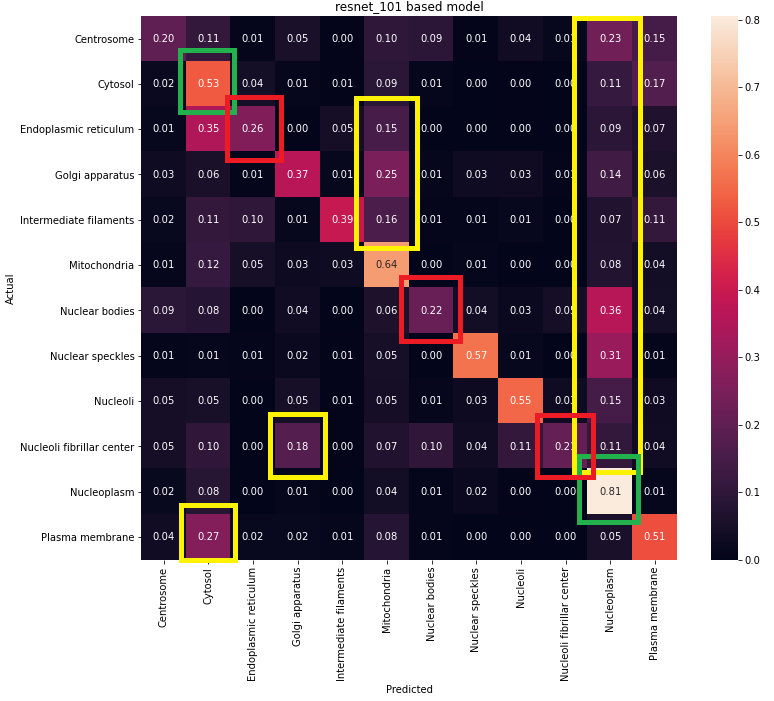 resnet_101 based model
Actual
Centrosome 0.20 0.11 0.01 0.05 0.00 0.10 0.09 0.01 0.04 0.23 0.15
Cytosol 0.02 0.53 0.04 0.01 0.01 0.09 0.01 0.00 0.00 0.11 0.17
Endoplasmic reticulum 0.01 0.35 0.26 0.00 0.05 0.15 0.00 0.00 0.00 0.09 0.07
Golgi apparatus 0.03 0.06 0.01 0.37 0.01 0.25 0.01 0.03 0.03 0.14 0.06
Intermediate filaments 0.02 0.11 0.10 0.01 0.39 0.16 0.01 0.01 0.01 0.07 0.11
Mitochondria 0.01 0.12 0.05 0.03 0.03 0.64 0.00 0.01 0.00 0.08 0.04
Nuclear bodies 0.09 0.08 0.00 0.04 0.00 0.06 0.22 0.04 0.03 0.36 0.04
Nuclear speckles 0.01 0.01 0.01 0.02 0.01 0.05 0.00 0.57 0.01 0.31 0.01
Nucleoli 0.05 0.05 0.00 0.05 0.01 0.05 0.01 0.03 0.55 0.15 0.03
Nucleoli fibrillar center 0.05 0.10 0.00 0.18 0.00 0.07 0.10 0.04 0.11 0.11 0.04
Nucleoplasm 0.02 0.08 0.00 0.01 0.00 0.04 0.01 0.02 0.00 0.00 0.81 0.01
Plasma membrane 0.04 0.27 0.02 0.02 0.01 0.08 0.01 0.00 0.00 0.00 0.05 0.51
Centrosome
Cytosol
Endoplasmic reticulum
Golgi apparatus
Intermediate filaments
Mitochondria
Nuclear bodies
Nuclear speckles
Nucleoli
Nucleoli fibrillar center
Nucleoplasm
Plasma membrane
Predicted
0.8
0.7
0.6
0.5
0.4
0.3
0.2
0.1
0.0